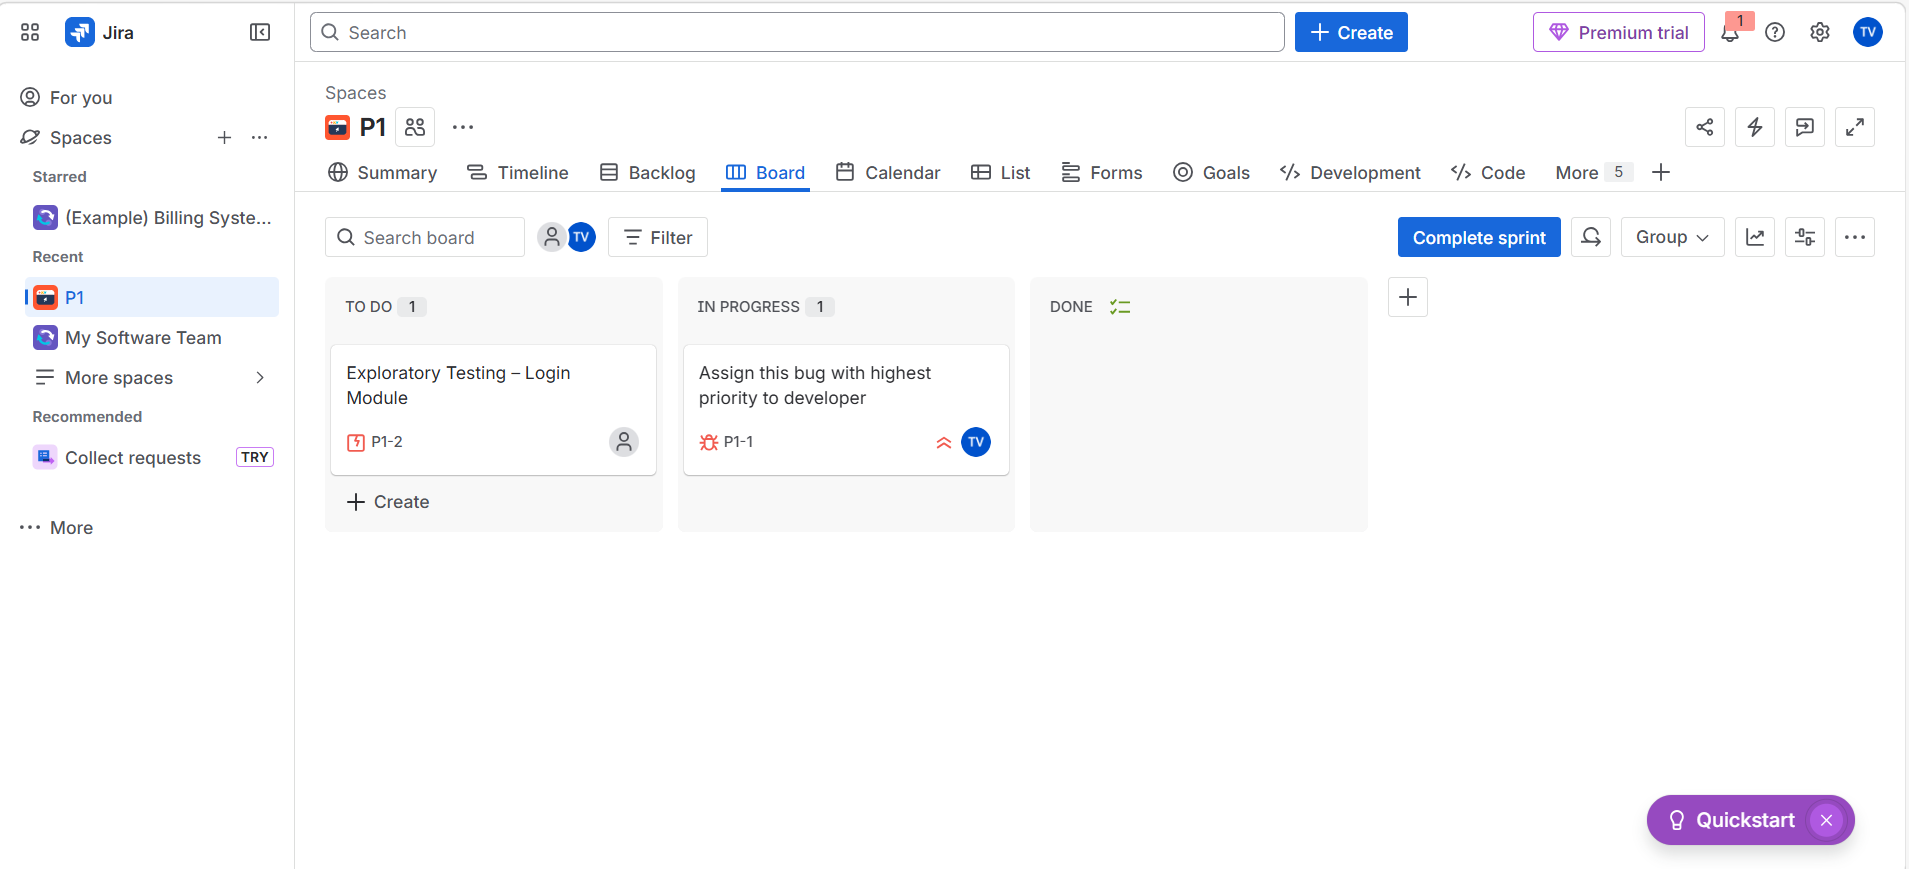 Jira
Search
Create
Premium trial
1
TV
For you
Spaces
Starred
(Example) Billing Syste...
Recent
P1
My Software Team
More spaces
Recommended
Collect requests
TRY
More
Spaces
P1
Summary
Timeline
Backlog
Board
Calendar
List
Forms
Goals
Development
Code
More 5
Search board
TV
Filter
Complete sprint
Group
TO DO 1
Exploratory Testing – Login
Module
P1-2
Create
IN PROGRESS 1
Assign this bug with highest
priority to developer
P1-1
TV
DONE
Quickstart